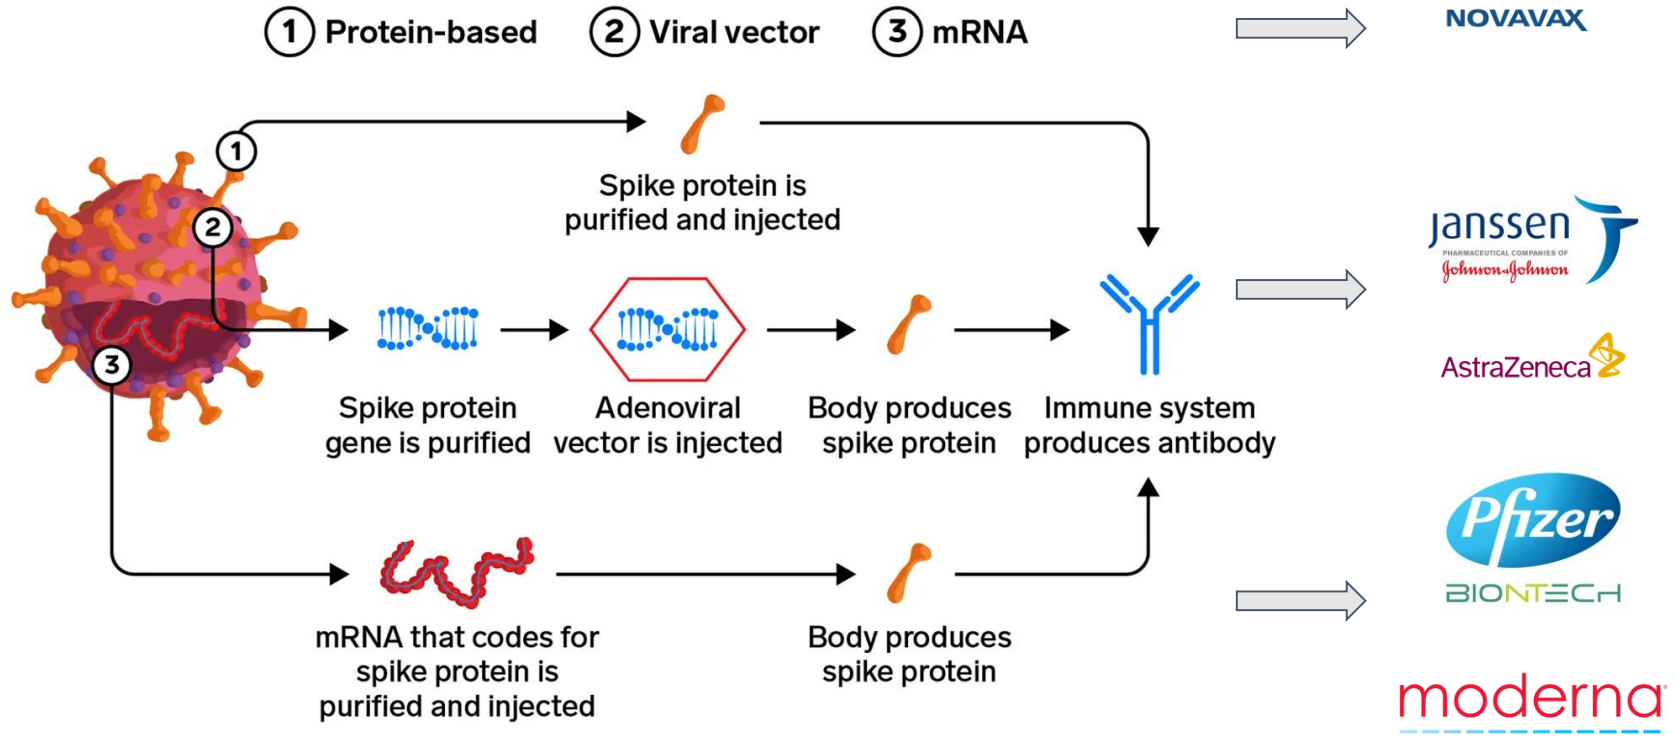 1 Protein-based 2 Viral vector 3 mRNA
NOVAVAX
1
Spike protein is
purified and injected
2
3
Spike protein
gene is purified
Adenoviral
vector is injected
Body produces
spike protein
Immune system
produces antibody
janssen
PHARMACEUTICAL COMPANIES OF
Johnson & Johnson
AstraZeneca
mRNA that codes for
spike protein is
purified and injected
Body produces
spike protein
Pfizer
BIONTECH
moderna